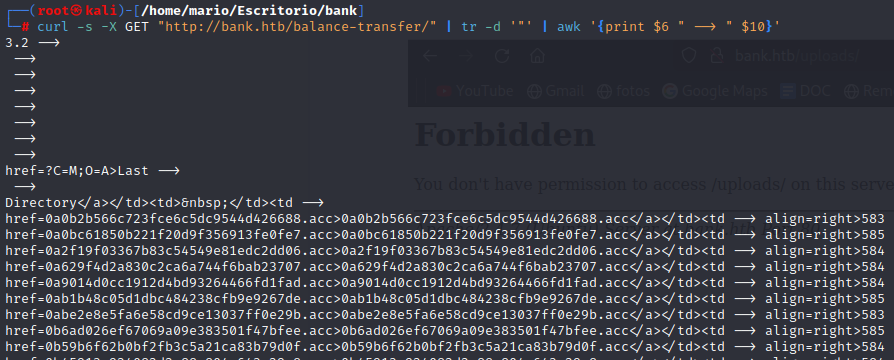 (root㉿kali)-[/home/mario/Escritorio/bank]
# curl -s -X GET "http://bank.htb/balance-transfer/" | tr -d '"' | awk '{print $6 " —> " $10}'
3.2 —>
—>
—>
—>
—>
—>
—>
—>
href=?C=M;O=A>Last —>
—>
Directory</a></td><td>&nbsp;</td><td —>
href=0a0b2b566c723fce6c5dc9544d426688.acc>0a0b2b566c723fce6c5dc9544d426688.acc</a></td><td —> align=right>583
href=0a0bc61850b221f20d9f356913fe0fe7.acc>0a0bc61850b221f20d9f356913fe0fe7.acc</a></td><td —> align=right>585
href=0a2f19f03367b83c54549e81edc2dd06.acc>0a2f19f03367b83c54549e81edc2dd06.acc</a></td><td —> align=right>584
href=0a629f4d2a830c2a6a744f6bab23707.acc>0a629f4d2a830c2a6a744f6bab23707.acc</a></td><td —> align=right>584
href=0a9014d0cc1912d4bd93264466fd1fad.acc>0a9014d0cc1912d4bd93264466fd1fad.acc</a></td><td —> align=right>584
href=0ab1b48c05d1dbc484238cfb9e9267de.acc>0ab1b48c05d1dbc484238cfb9e9267de.acc</a></td><td —> align=right>585
href=0abe2e8e5fa6e58cd9ce13037ff0e29b.acc>0abe2e8e5fa6e58cd9ce13037ff0e29b.acc</a></td><td —> align=right>583
href=0b6ad026ef67069a09e383501f47bfee.acc>0b6ad026ef67069a09e383501f47bfee.acc</a></td><td —> align=right>585
href=0b59b6f62b0bf2fb3c5a21ca83b79d0f.acc>0b59b6f62b0bf2fb3c5a21ca83b79d0f.acc</a></td><td —> align=right>584
bank.htb/uploads/
YouTube Gmail fotos Google Maps DOC Rem
Forbidden
You don't have permission to access /uploads/ on this serve